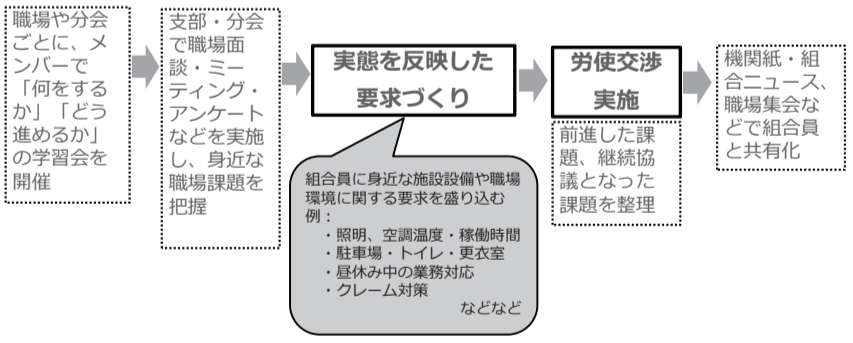 職場や分会
ごとに、メ
ンバーで
「何をする
か」「どう
進めるか」
の学習会を
開催
支部・分会
で職場面
談・ミー
ティング・
アンケート
などを実施
し、身近な
職場課題を
把握
実態を反映した
要求づくり
組合員に身近な施設設備や職場
環境に関する要求を盛り込む
例：
・照明、空調温度・稼働時間
・駐車場・トイレ・更衣室
・昼休み中の業務対応
・クレーム対策
などなど
労使交渉
実施
前進した課
題、継続協
議となった
課題を整理
機関紙・組
合ニュース、
職場集会な
どで組合員
と共有化